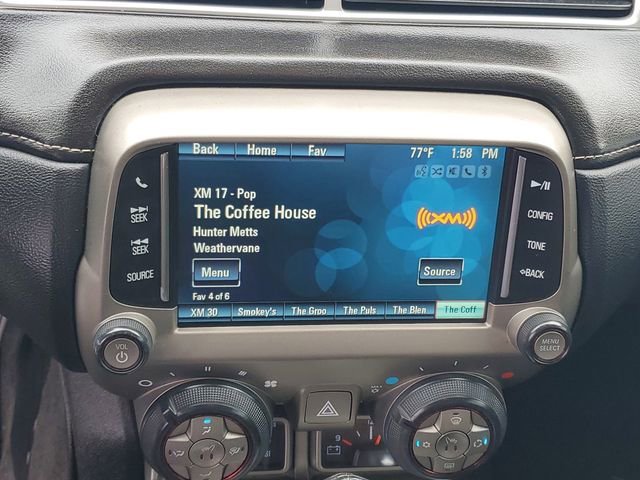 Back Home Fav 77°F 1:58 PM
XM 17 - Pop
The Coffee House
Hunter Metts
Weathervane
((XM))
Menu
Source
Fav 4 of 6
XM 30 Smokey's The Groo The Puls The Blen The Coff
SEEK
SEEK
SOURCE
CONFIG
TONE
BACK
VOL
MENU
SELECT
9